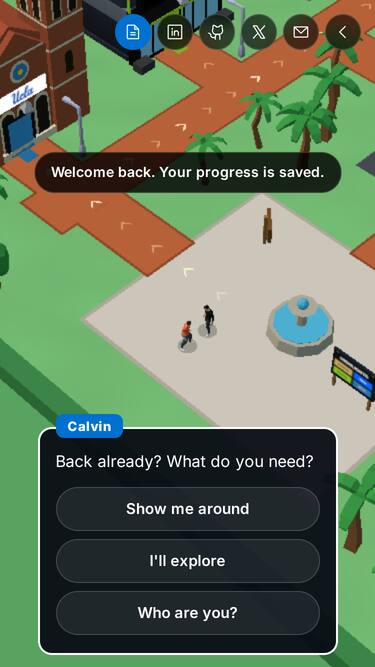 in
Ucla
Welcome back. Your progress is saved.
Calvin
Back already? What do you need?
Show me around
I'll explore
Who are you?